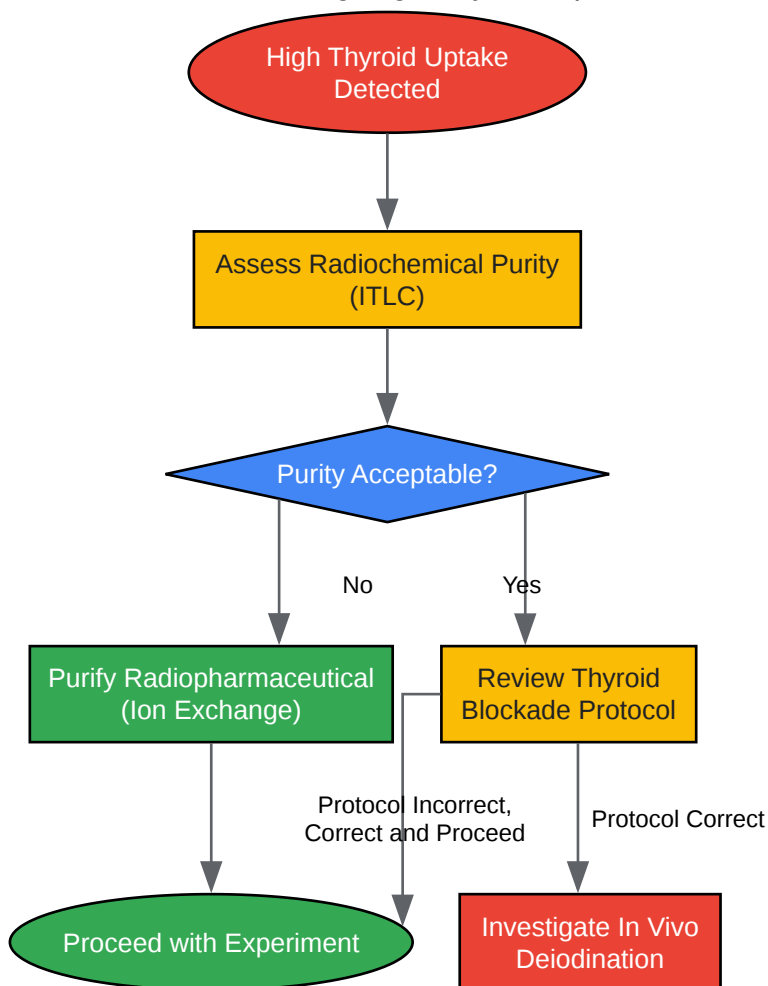 High Thyroid Uptake
Detected
Assess Radiochemical Purity
(ITLC)
Purity Acceptable?
No
Yes
Purify Radiopharmaceutical
(Ion Exchange)
Review Thyroid
Blockade Protocol
Protocol Incorrect,
Correct and Proceed
Protocol Correct
Proceed with Experiment
Investigate In Vivo
Deiodination